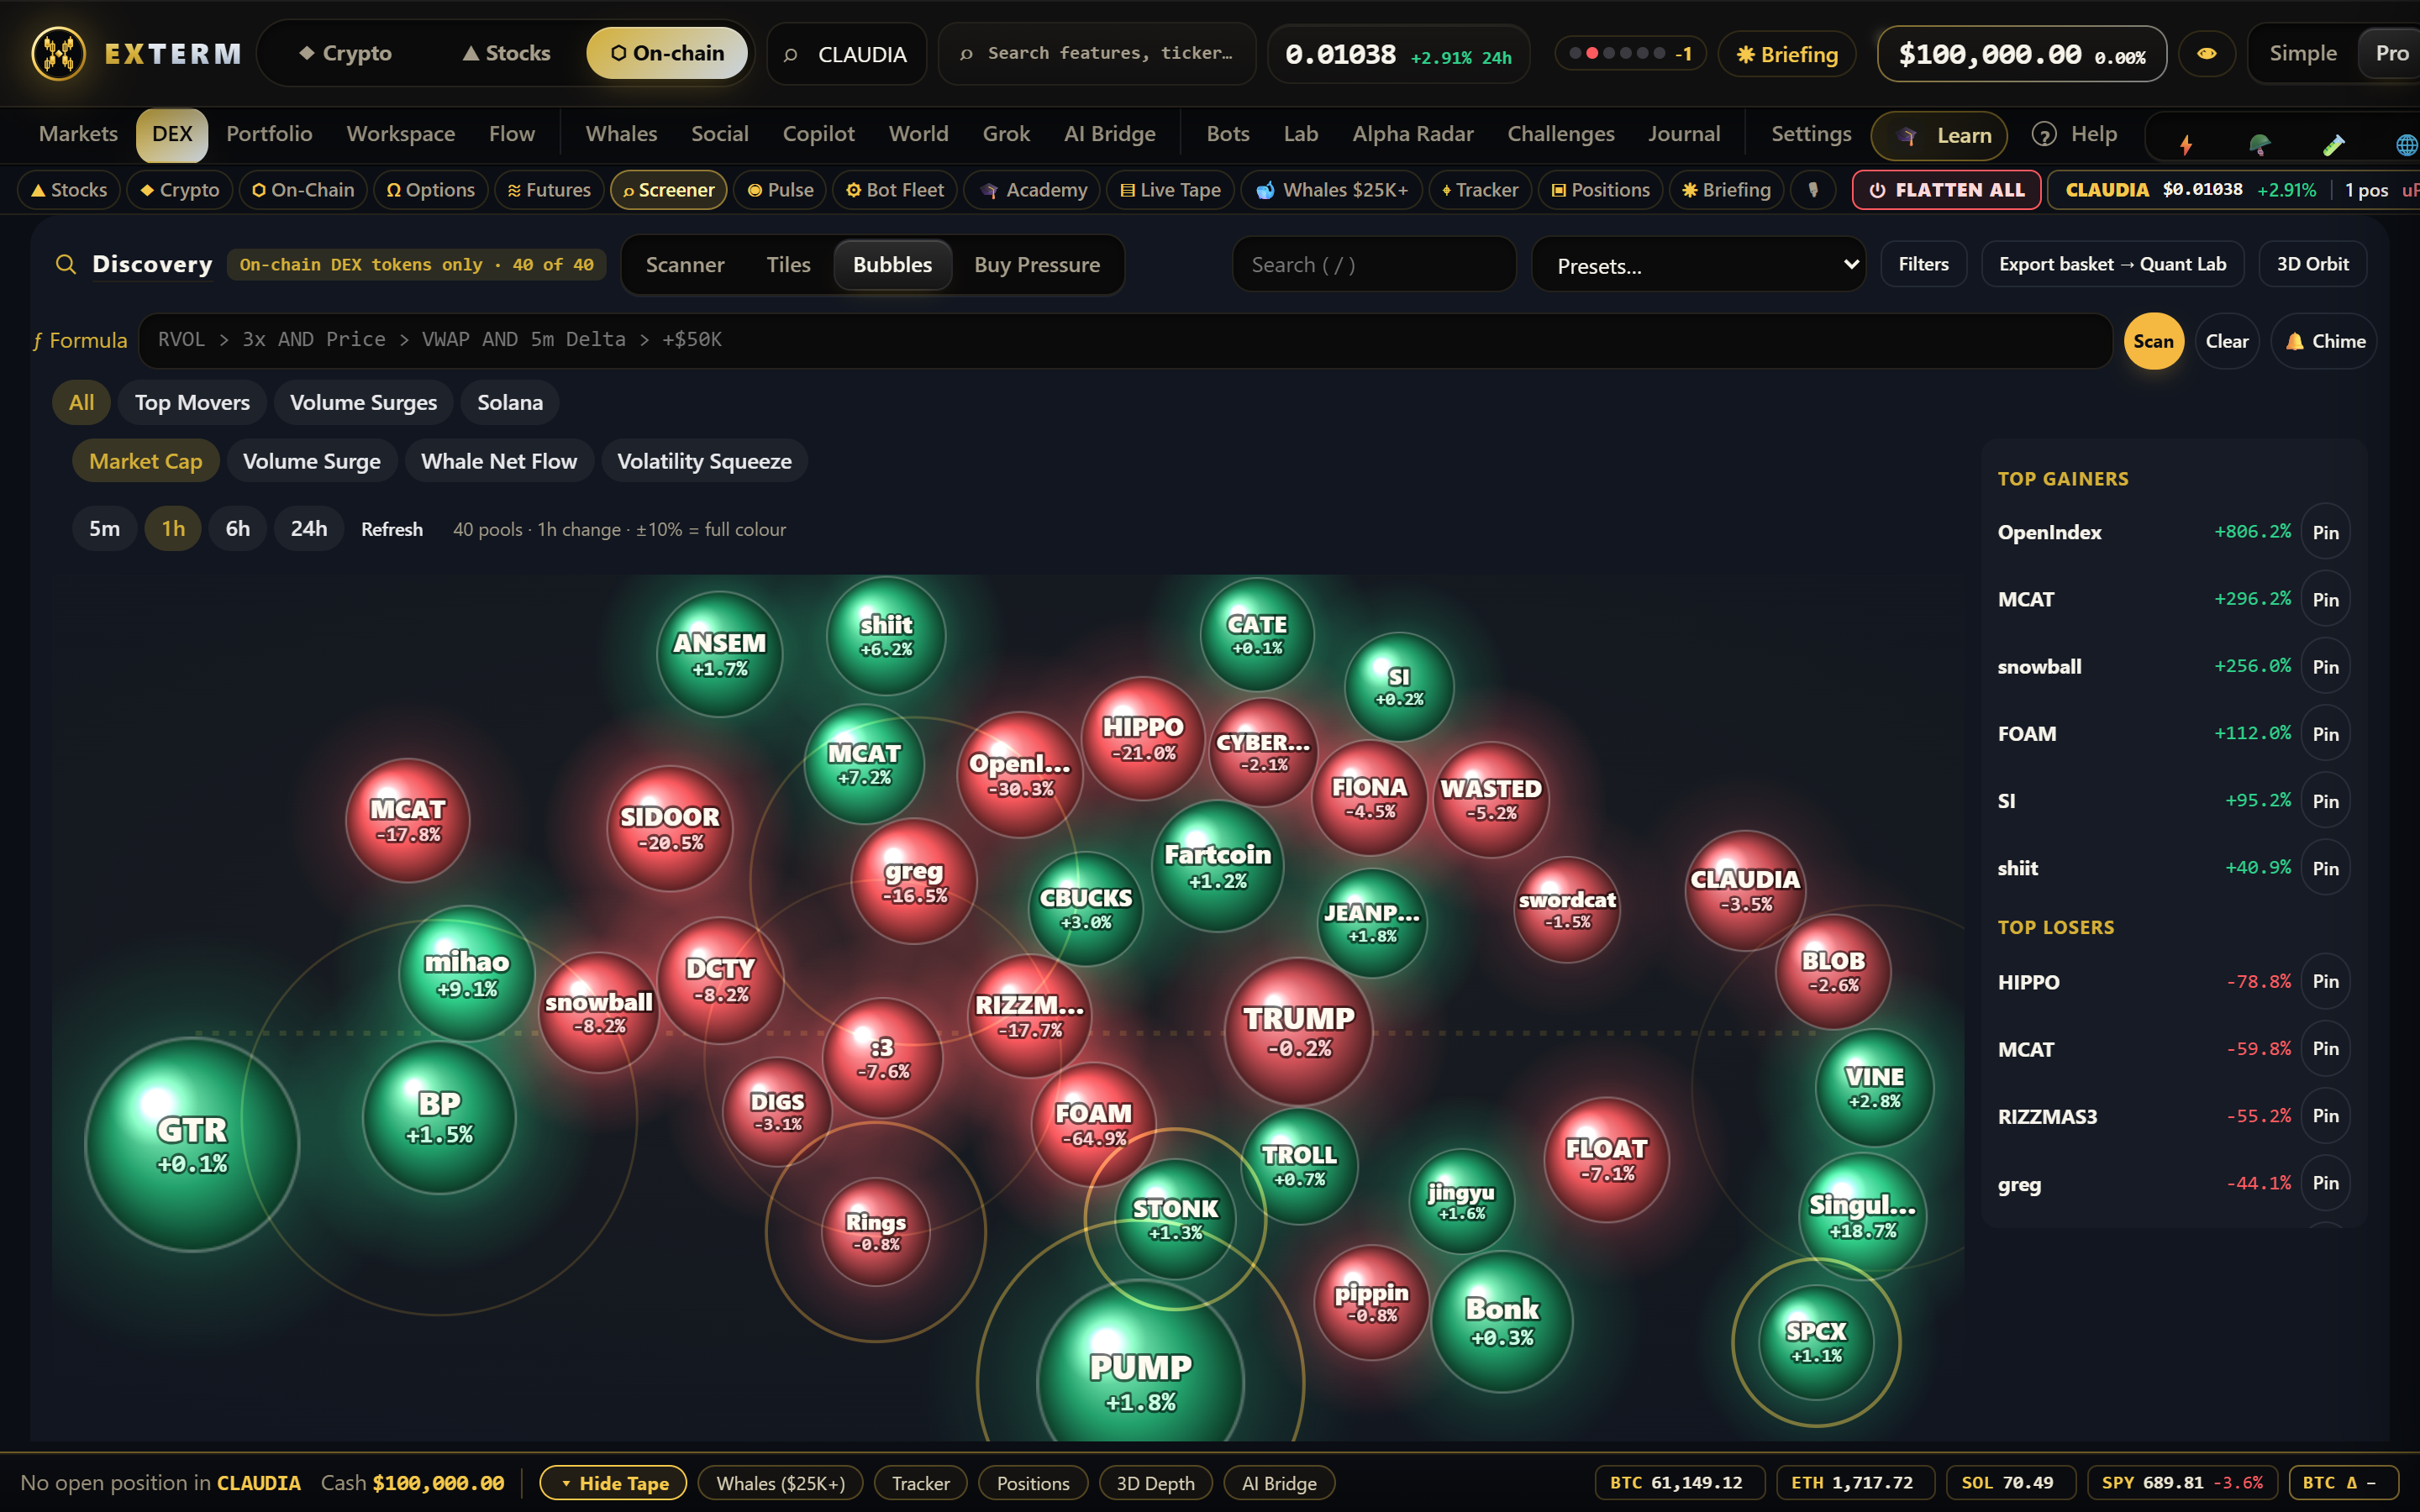 EXTERM
Crypto
Stocks
On-chain
CLAUDIA
Search features, ticker...
0.01038 +2.91% 24h
-1
Briefing
$100,000.00 0.00%
Simple
Pro
Markets
DEX
Portfolio
Workspace
Flow
Whales
Social
Copilot
World
Grok
AI Bridge
Bots
Lab
Alpha Radar
Challenges
Journal
Settings
Learn
? Help
Stocks
Crypto
On-Chain
Options
Futures
Screener
Pulse
Bot Fleet
Academy
Live Tape
Whales $25K+
Tracker
Positions
Briefing
FLATTEN ALL
CLAUDIA $0.01038 +2.91% 1 pos
Discovery
On-chain DEX tokens only · 40 of 40
Scanner
Tiles
Bubbles
Buy Pressure
Search ( / )
Presets...
Filters
Export basket → Quant Lab
3D Orbit
ƒ Formula
RVOL > 3x AND Price > VWAP AND 5m Delta > +$50K
Scan
Clear
Chime
All
Top Movers
Volume Surges
Solana
Market Cap
Volume Surge
Whale Net Flow
Volatility Squeeze
5m
1h
6h
24h
Refresh
40 pools · 1h change · ±10% = full colour
ANSEM
+1.7%
shiit
+6.2%
CATE
+0.1%
SI
+0.2%
MCAT
+7.2%
OpenI...
-30.3%
HIPPO
-21.0%
CYBER...
-2.1%
FIONA
-4.5%
WASTED
-5.2%
MCAT
-17.8%
SIDOOR
-20.5%
greg
-16.5%
CBUCKS
+3.0%
Fartcoin
+1.2%
JEANP...
+1.8%
swordcat
-1.5%
CLAUDIA
-3.5%
BLOB
-2.6%
mihao
+9.1%
snowball
-8.2%
DCTY
-8.2%
:3
-7.6%
RIZZM...
-17.7%
TRUMP
-0.2%
VINE
+2.8%
GTR
+0.1%
BP
+1.5%
DIGS
-3.1%
FOAM
-64.9%
TROLL
+0.7%
FLOAT
-7.1%
Rings
-0.8%
STONK
+1.3%
jingyu
+1.6%
Singul...
+18.7%
pippin
-0.8%
Bonk
+0.3%
SPCX
+1.1%
PUMP
+1.8%
TOP GAINERS
OpenIndex +806.2% Pin
MCAT +296.2% Pin
snowball +256.0% Pin
FOAM +112.0% Pin
SI +95.2% Pin
shiit +40.9% Pin
TOP LOSERS
HIPPO -78.8% Pin
MCAT -59.8% Pin
RIZZMAS3 -55.2% Pin
greg -44.1% Pin
No open position in CLAUDIA
Cash $100,000.00
Hide Tape
Whales ($25K+)
Tracker
Positions
3D Depth
AI Bridge
BTC 61,149.12
ETH 1,717.72
SOL 70.49
SPY 689.81 -3.6%
BTC Δ –